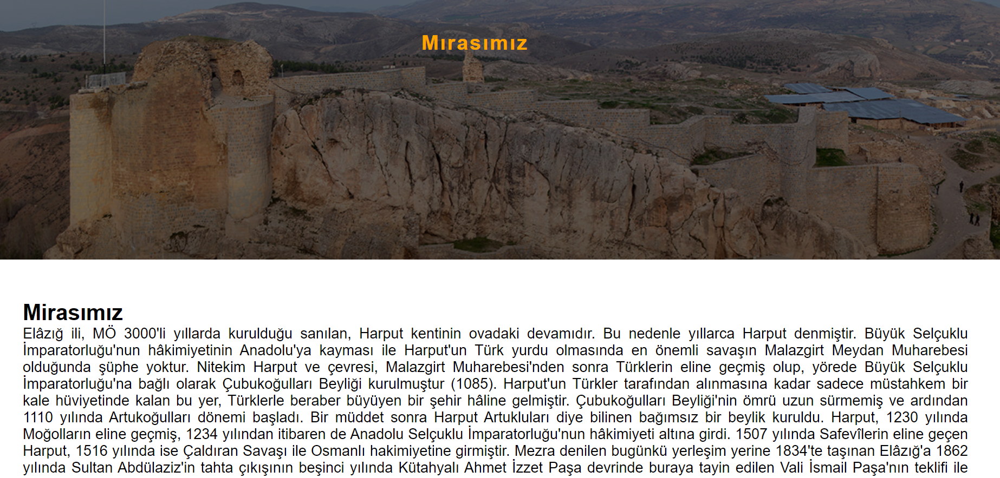 Mırasımız
Mirasımız
Elâzığ ili, MÖ 3000'li yıllarda kurulduğu sanılan, Harput kentinin ovadaki devamıdır. Bu nedenle yıllarca Harput denmiştir. Büyük Selçuklu
İmparatorluğu'nun hâkimiyetinin Anadolu'ya kayması ile Harput'un Türk yurdu olmasında en önemli savaşın Malazgirt Meydan Muharebesi
olduğunda şüphe yoktur. Nitekim Harput ve çevresi, Malazgirt Muharebesi'nden sonra Türklerin eline geçmiş olup, yörede Büyük Selçuklu
İmparatorluğu'na bağlı olarak Çubukoğulları Beyliği kurulmuştur (1085). Harput'un Türkler tarafından alınmasına kadar sadece müstahkem bir
kale hüviyetinde kalan bu yer, Türklerle beraber büyüyen bir şehir hâline gelmiştir. Çubukoğulları Beyliği'nin ömrü uzun sürmemiş ve ardından
1110 yılında Artukoğulları dönemi başladı. Bir müddet sonra Harput Artukluları diye bilinen bağımsız bir beylik kuruldu. Harput, 1230 yılında
Moğolların eline geçmiş, 1234 yılından itibaren de Anadolu Selçuklu İmparatorluğu'nun hâkimiyeti altına girdi. 1507 yılında Safevîlerin eline geçen
Harput, 1516 yılında ise Çaldıran Savaşı ile Osmanlı hakimiyetine girmiştir. Mezra denilen bugünkü yerleşim yerine 1834'te taşınan Elâzığ'a 1862
yılında Sultan Abdülaziz'in tahta çıkışının beşinci yılında Kütahyalı Ahmet İzzet Paşa devrinde buraya tayin edilen Vali İsmail Paşa'nın teklifi ile